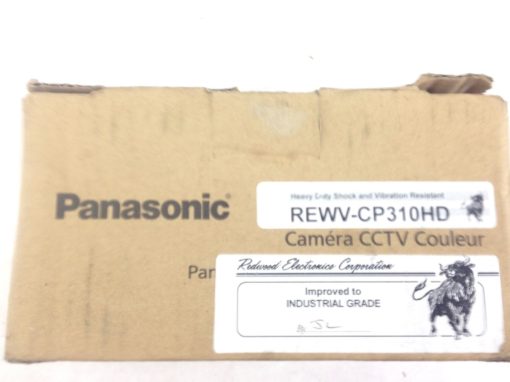 Panasonic
Heavy Duty Shock and Vibration Resistant
REWV-CP310HD
Caméra CCTV Couleur
Redwood Electronics Corporation
Improved to
INDUSTRIAL GRADE